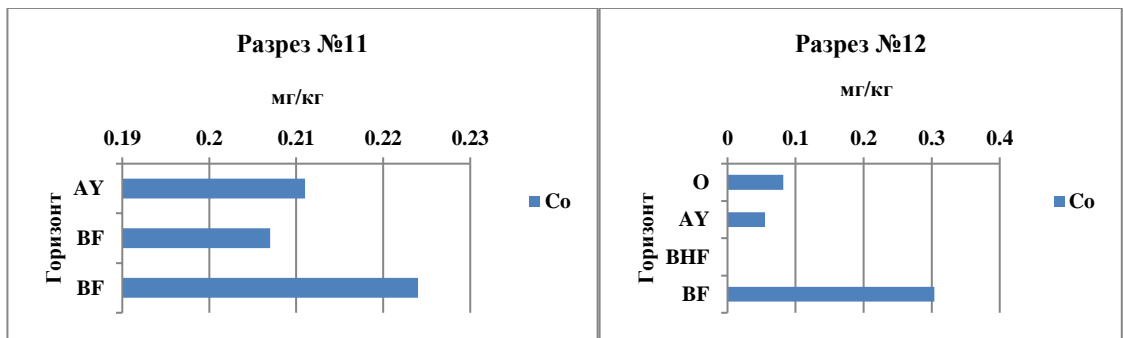 Разрез №11
мг/кг
0.19 0.2 0.21 0.22 0.23
AY
BF
BF
Горизонт
Co
Разрез №12
мг/кг
0 0.1 0.2 0.3 0.4
O
AY
BHF
BF
Горизонт
Co